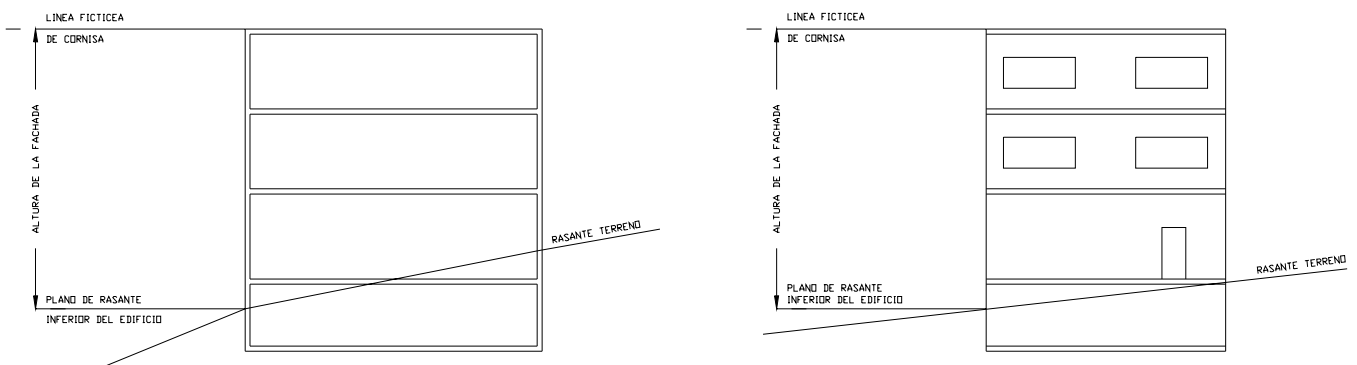 LINEA FICTICEA
DE CORNISA
ALTURA DE LA FACHADA
RASANTE TERRENO
PLANO DE RASANTE
INFERIOR DEL EDIFICIO
LINEA FICTICEA
DE CORNISA
ALTURA DE LA FACHADA
RASANTE TERRENO
PLANO DE RASANTE
INFERIOR DEL EDIFICIO